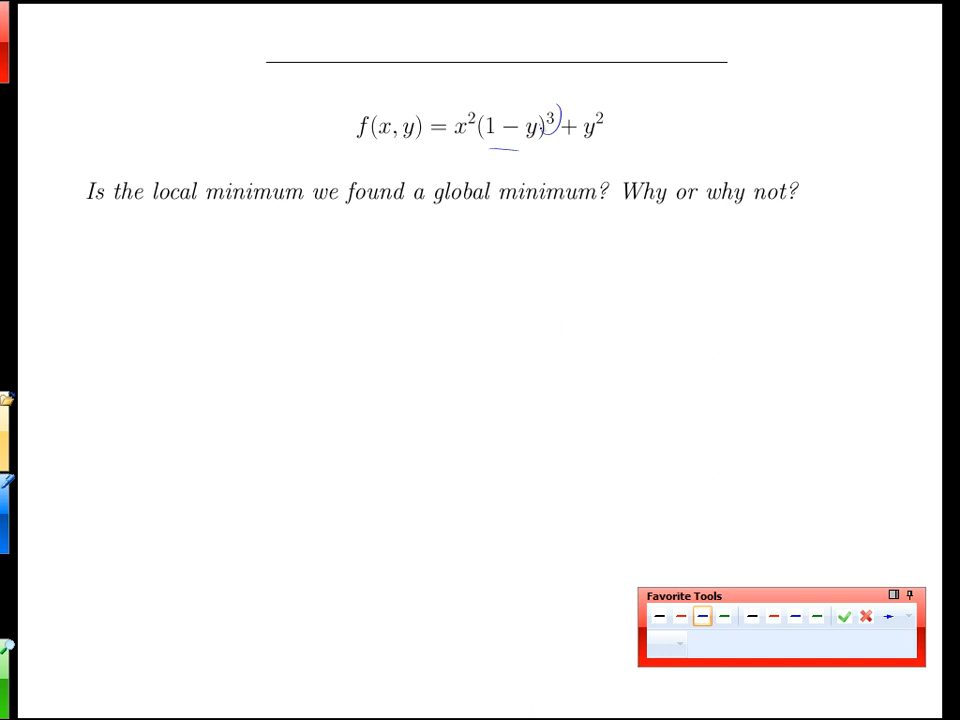 f(x, y) = x²(1 − y)³ + y²
Is the local minimum we found a global minimum? Why or why not?
Favorite Tools